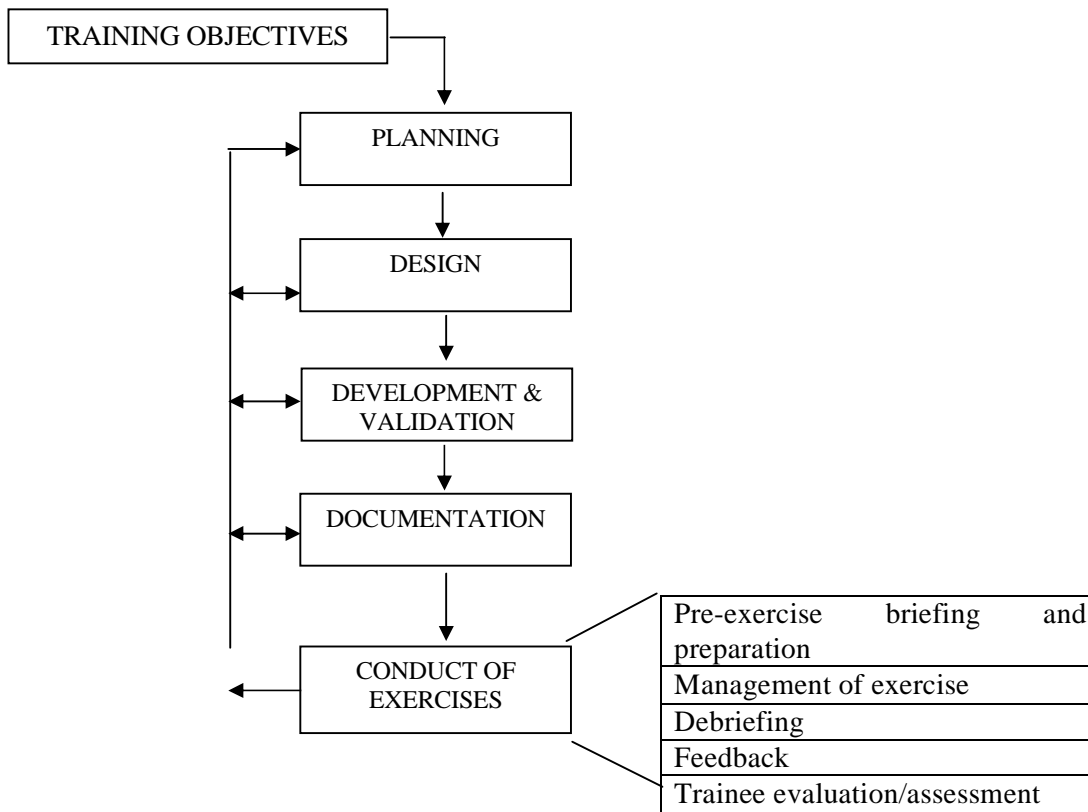 TRAINING OBJECTIVES
PLANNING
DESIGN
DEVELOPMENT &
VALIDATION
DOCUMENTATION
CONDUCT OF
EXERCISES
Pre-exercise briefing and
preparation
Management of exercise
Debriefing
Feedback
Trainee evaluation/assessment